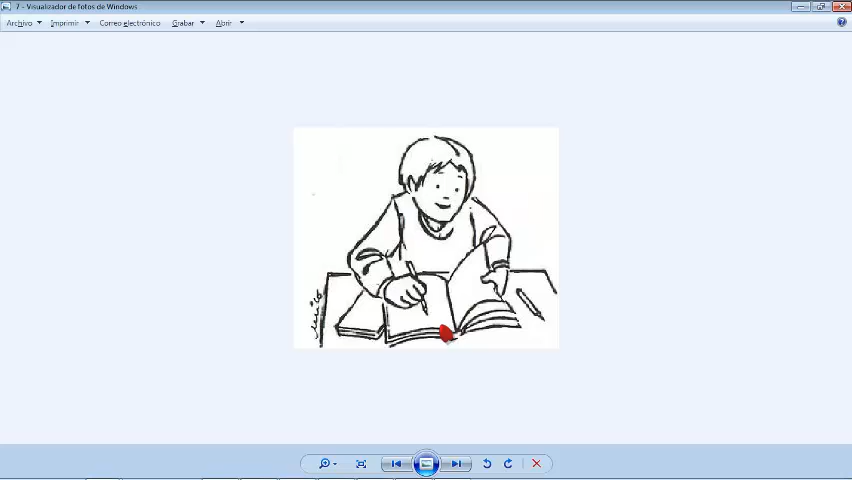 7 - Visualizador de fotos de Windows
Archivo Imprimir Correo electrónico Grabar Abrir